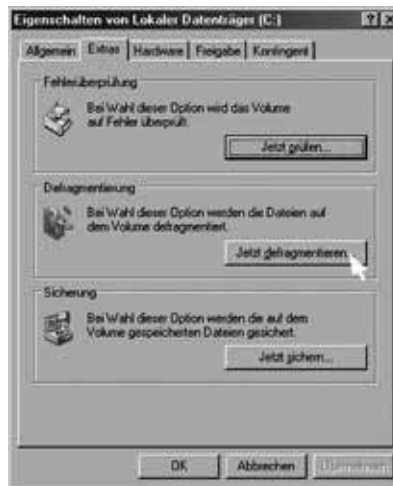 Eigenschaften von Lokaler Datenträger (C:)
Allgemein Extras Hardware Freigabe Kontingent
Fehlerüberprüfung
Bei Wahl dieser Option wird das Volume
auf Fehler überprüft.
Jetzt prüfen...
Defragmentierung
Bei Wahl dieser Option werden die Dateien auf
dem Volume defragmentiert.
Jetzt defragmentieren...
Sicherung
Bei Wahl dieser Option werden die auf dem
Volume gespeicherten Dateien gesichert.
Jetzt sichern...
OK Abbrechen Übernehmen